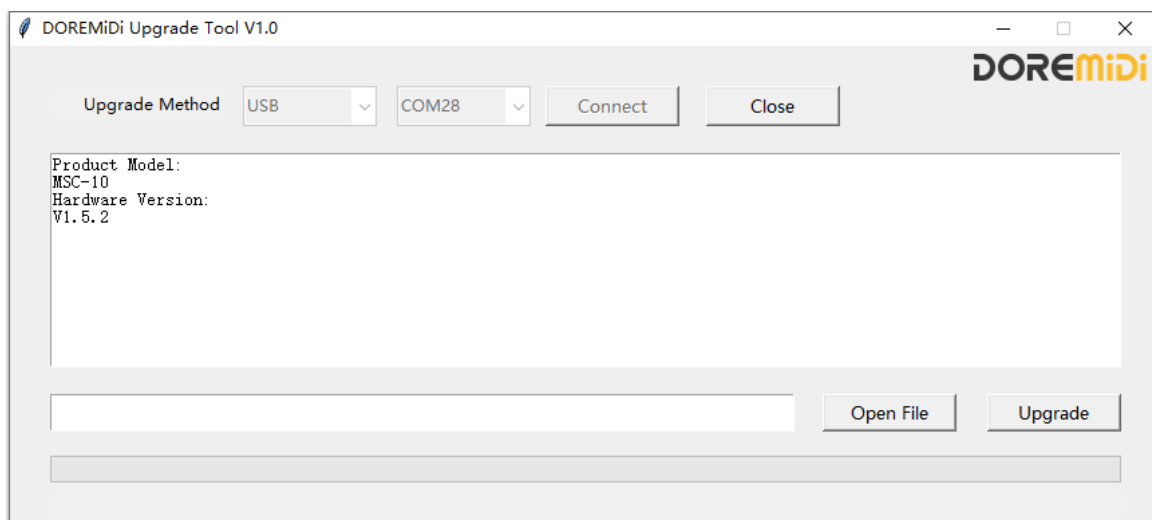 DOREMiDi Upgrade Tool V1.0
DOREMiDi
Upgrade Method USB COM28 Connect Close
Product Model:
MSC-10
Hardware Version:
V1.5.2
Open File Upgrade